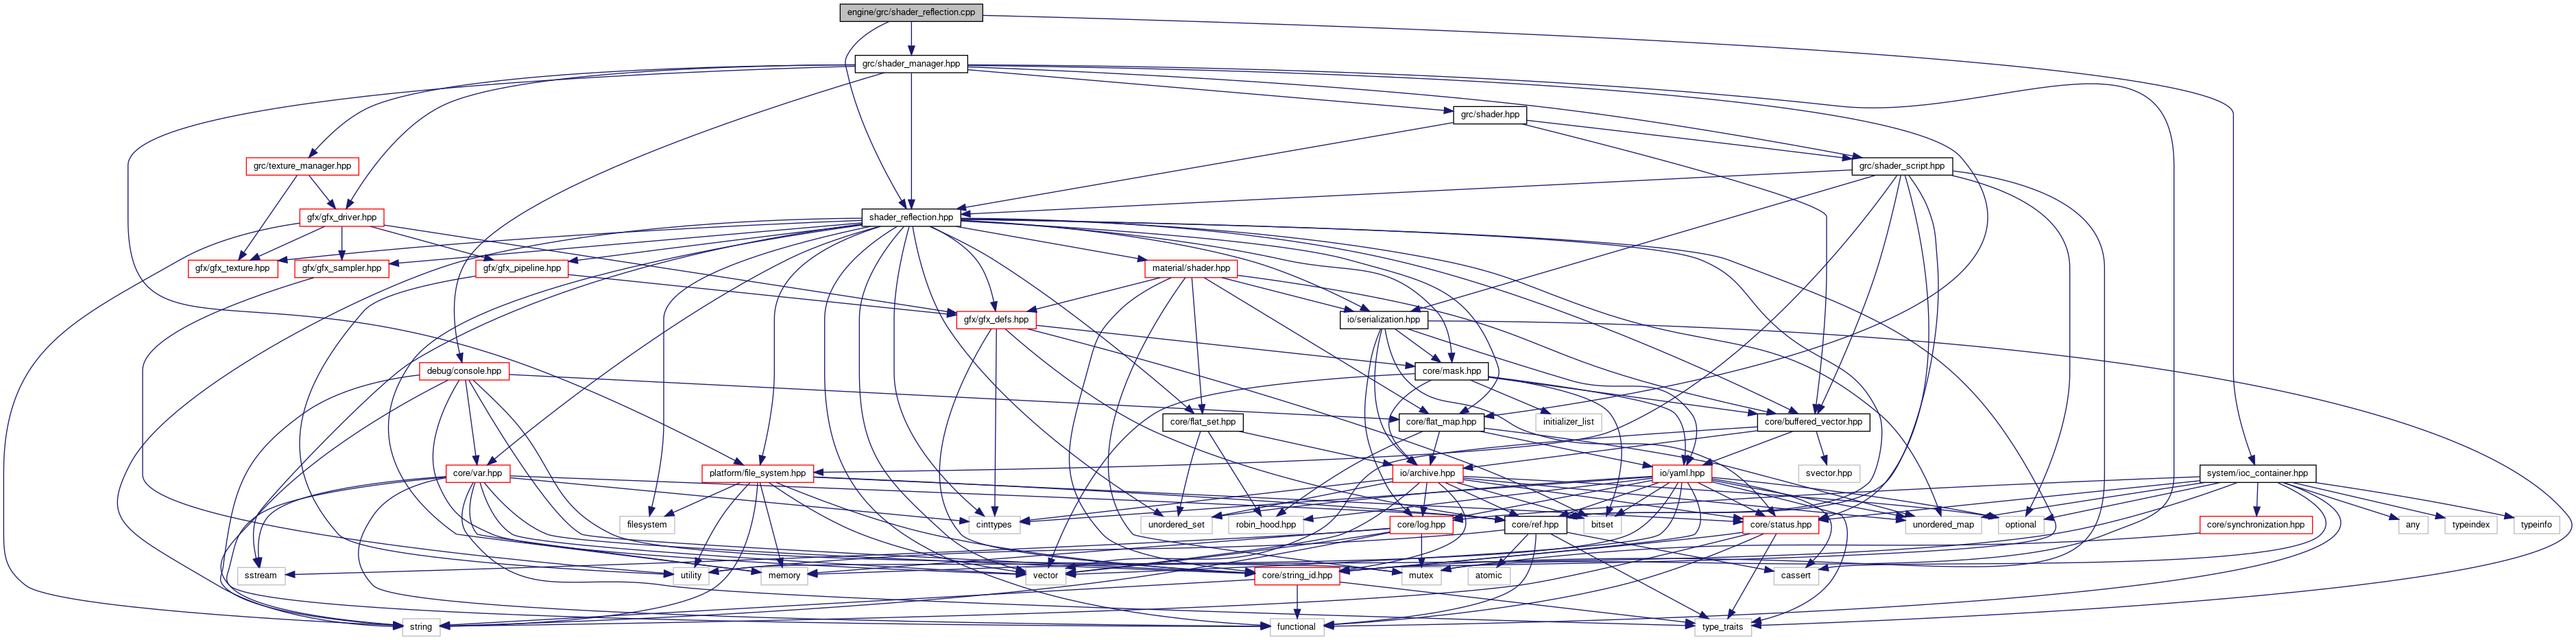 engine/grc/shader_reflection.cpp
grc/shader_manager.hpp
grc/shader.hpp
grc/texture_manager.hpp
grc/shader_script.hpp
gfx/gfx_driver.hpp
shader_reflection.hpp
gfx/gfx_texture.hpp
gfx/gfx_sampler.hpp
gfx/gfx_pipeline.hpp
material/shader.hpp
gfx/gfx_defs.hpp
io/serialization.hpp
debug/console.hpp
core/mask.hpp
core/flat_set.hpp
core/flat_map.hpp
initializer_list
core/buffered_vector.hpp
core/var.hpp
platform/file_system.hpp
io/archive.hpp
io/yaml.hpp
svector.hpp
system/ioc_container.hpp
filesystem
cinttypes
unordered_set
robin_hood.hpp
core/log.hpp
core/ref.hpp
bitset
core/status.hpp
unordered_map
optional
core/synchronization.hpp
any
typeindex
typeinfo
sstream
utility
memory
vector
core/string_id.hpp
mutex
atomic
cassert
string
functional
type_traits